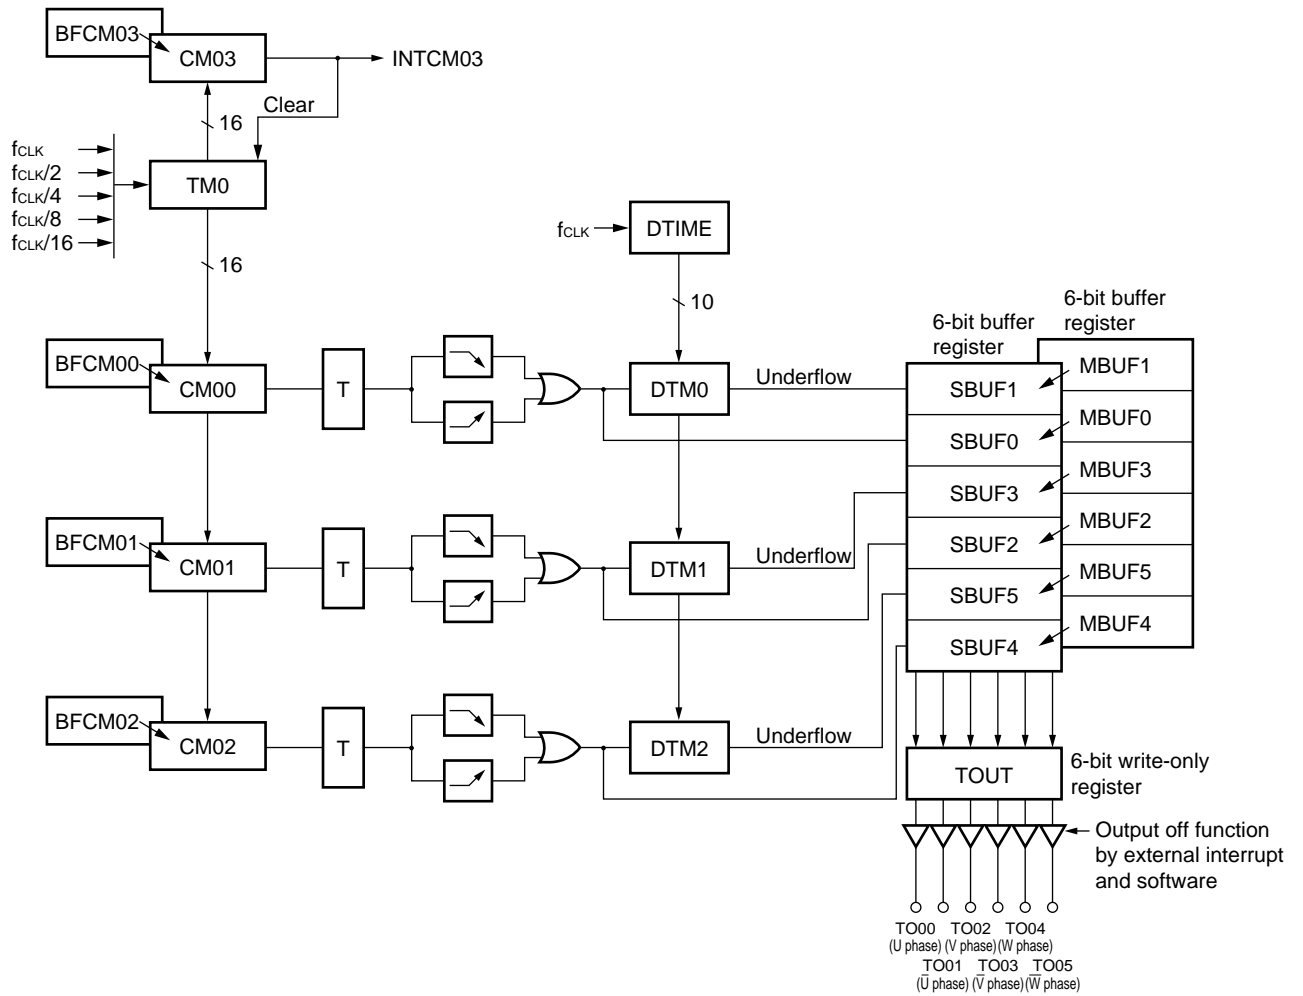 BFCM03
CM03
INTCM03
Clear
16
fCLK
fCLK/2
fCLK/4
fCLK/8
fCLK/16
TM0
16
fCLK
DTIME
10
6-bit buffer
register
6-bit buffer
register
BFCM00
CM00
T
DTM0
Underflow
SBUF1
MBUF1
SBUF0
MBUF0
SBUF3
MBUF3
BFCM01
CM01
T
DTM1
Underflow
SBUF2
MBUF2
SBUF5
MBUF5
SBUF4
MBUF4
BFCM02
CM02
T
DTM2
Underflow
TOUT
6-bit write-only
register
Output off function
by external interrupt
and software
TO00
(U phase)
TO02
(V phase)
TO04
(W phase)
TO01
(U̅ phase)
TO03
(V̅ phase)
TO05
(W̅ phase)